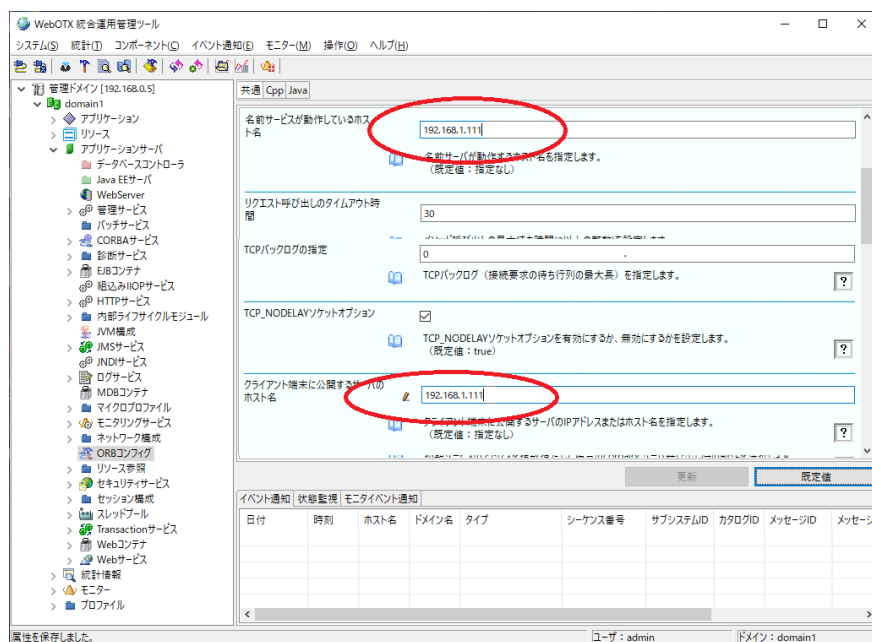 WebOTX 統合運用管理ツール
システム(S) 統計(T) コンポーネント(C) イベント通知(E) モニター(M) 操作(O) ヘルプ(H)
管理ドメイン [192.168.0.5]
domain1
アプリケーション
リソース
アプリケーションサーバ
データベースコントローラ
Java EEサーバ
WebServer
管理サービス
バッチサービス
CORBAサービス
診断サービス
EJBコンテナ
組込みIIOPサービス
HTTPサービス
内部ライフサイクルモジュール
JVM構成
JMSサービス
JNDIサービス
ログサービス
MDBコンテナ
マイクロプロファイル
モニタリングサービス
ネットワーク構成
ORBコンフィグ
リソース参照
セキュリティサービス
セッション構成
スレッドプール
Transactionサービス
Webコンテナ
Webサービス
統計情報
モニター
プロファイル
共通 Cpp Java
名前サービスが動作しているホス
ト名
192.168.1.111
名前サーバが動作するホスト名を指定します。
(既定値：指定なし)
リクエスト呼び出しのタイムアウト時
間
30
TCPバックログの指定
0
TCPバックログ（接続要求の待ち行列の最大長）を指定します。
?
TCP_NODELAYソケットオプション
TCP_NODELAYソケットオプションを有効にするか、無効にするかを設定します。
（既定値：true）
?
クライアント端末に公開するサーバの
ホスト名
192.168.1.111
クライアント端末に公開するサーバのIPアドレスまたはホスト名を指定します。
（既定値：指定なし）
?
更新 既定値
イベント通知 状態監視 モニタイベント通知
日付 時刻 ホスト名 ドメイン名 タイプ シーケンス番号 サブシステムID カタログID メッセージID メッセージ
属性を保存しました。 ユーザ : admin ドメイン : domain1